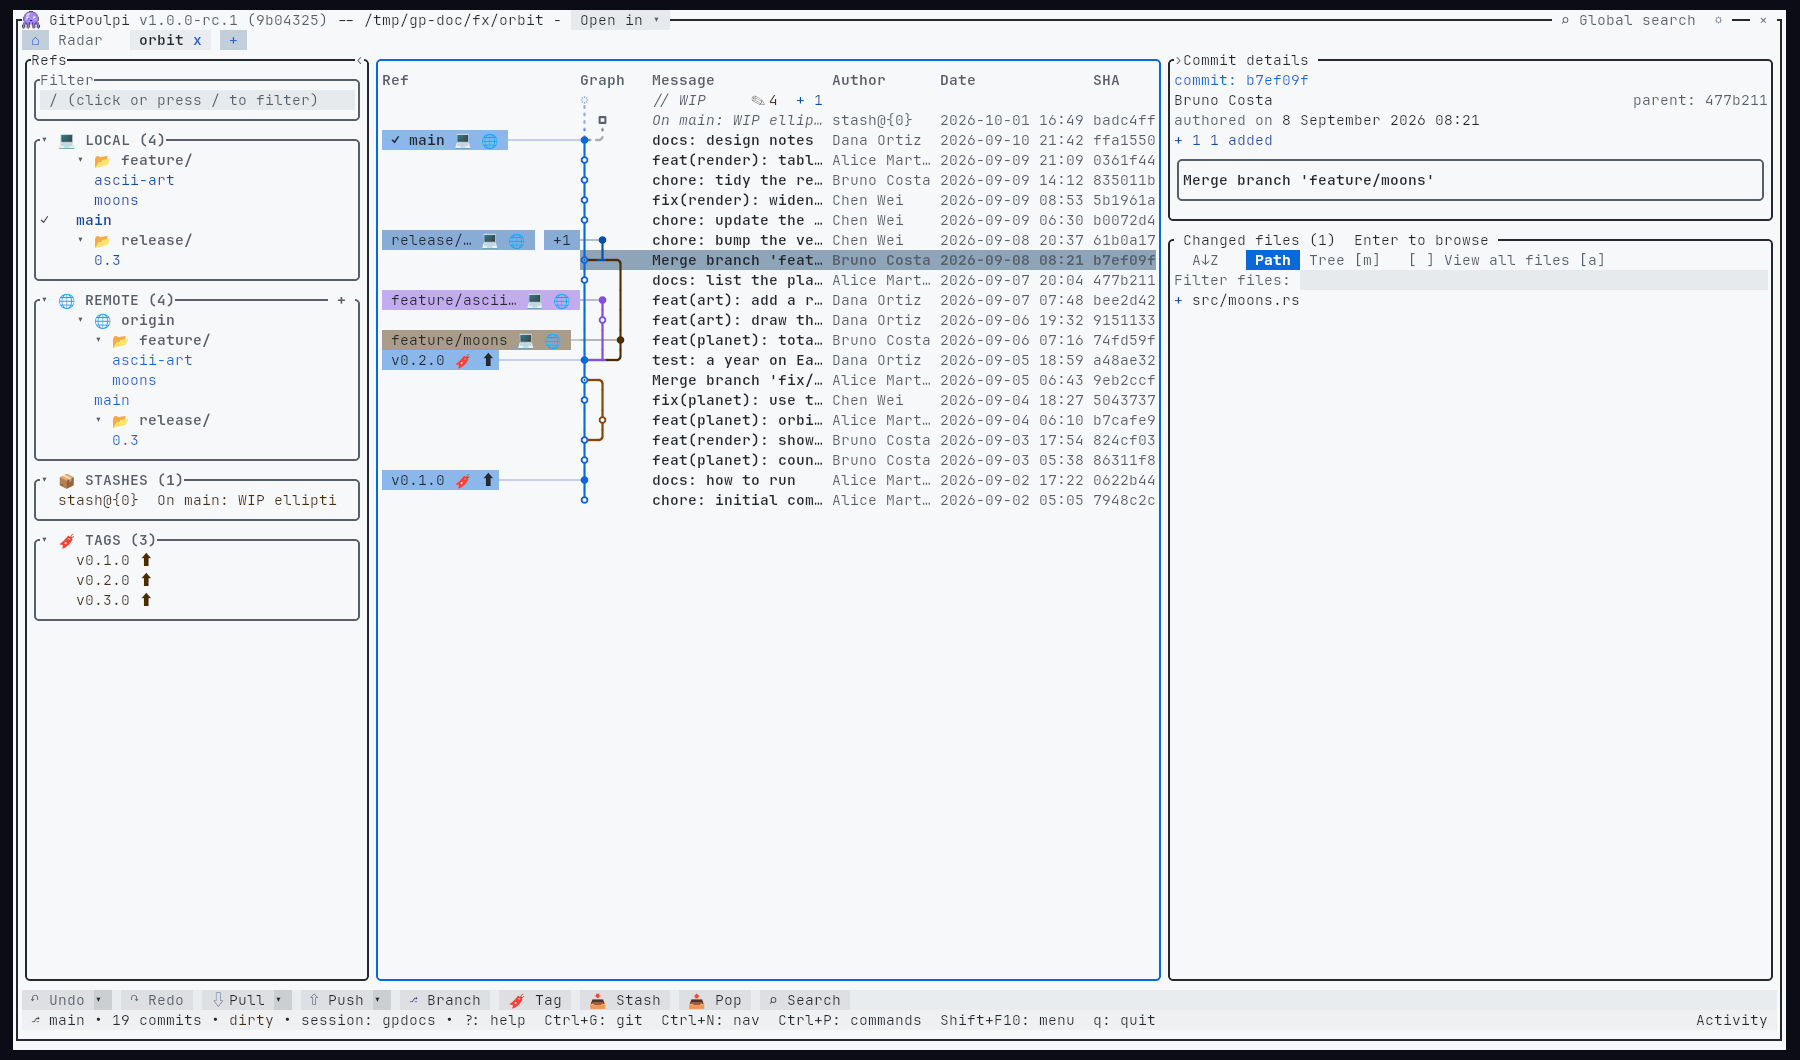 GitPoulpi v1.0.0-rc.1 (9b04325) -- /tmp/gp-doc/fx/orbit - Open in ▾ ⌕ Global search ☼ ✕
⌂ Radar orbit x +
Refs ‹
Filter
/ (click or press / to filter)
▾ LOCAL (4)
▾ feature/
ascii-art
moons
✓ main
▾ release/
0.3
▾ REMOTE (4) +
▾ origin
▾ feature/
ascii-art
moons
main
▾ release/
0.3
▾ STASHES (1)
stash@{0} On main: WIP ellipti
▾ TAGS (3)
v0.1.0 ⬆
v0.2.0 ⬆
v0.3.0 ⬆
Ref Graph Message Author Date SHA
// WIP ✎ 4 + 1
On main: WIP ellip… stash@{0} 2026-10-01 16:49 badc4ff
✓ main docs: design notes Dana Ortiz 2026-09-10 21:42 ffa1550
feat(render): tabl… Alice Mart… 2026-09-09 21:09 0361f44
chore: tidy the re… Bruno Costa 2026-09-09 14:12 835011b
fix(render): widen… Chen Wei 2026-09-09 08:53 5b1961a
chore: update the … Chen Wei 2026-09-09 06:30 b0072d4
release/… +1 chore: bump the ve… Chen Wei 2026-09-08 20:37 61b0a17
Merge branch 'feat… Bruno Costa 2026-09-08 08:21 b7ef09f
docs: list the pla… Alice Mart… 2026-09-07 20:04 477b211
feature/ascii… feat(art): add a r… Dana Ortiz 2026-09-07 07:48 bee2d42
feat(art): draw th… Dana Ortiz 2026-09-06 19:32 9151133
feature/moons feat(planet): tota… Bruno Costa 2026-09-06 07:16 74fd59f
v0.2.0 ⬆ test: a year on Ea… Dana Ortiz 2026-09-05 18:59 a48ae32
Merge branch 'fix/… Alice Mart… 2026-09-05 06:43 9eb2ccf
fix(planet): use t… Chen Wei 2026-09-04 18:27 5043737
feat(planet): orbi… Alice Mart… 2026-09-04 06:10 b7cafe9
feat(render): show… Bruno Costa 2026-09-03 17:54 824cf03
feat(planet): coun… Bruno Costa 2026-09-03 05:38 86311f8
v0.1.0 ⬆ docs: how to run Alice Mart… 2026-09-02 17:22 0622b44
chore: initial com… Alice Mart… 2026-09-02 05:05 7948c2c
›Commit details
commit: b7ef09f
Bruno Costa parent: 477b211
authored on 8 September 2026 08:21
+ 1 1 added
Merge branch 'feature/moons'
Changed files (1) Enter to browse
A↓Z Path Tree [m] [ ] View all files [a]
Filter files:
+ src/moons.rs
Undo ▾ Redo Pull ▾ Push ▾ Branch Tag Stash Pop ⌕ Search
main • 19 commits • dirty • session: gpdocs • ?: help Ctrl+G: git Ctrl+N: nav Ctrl+P: commands Shift+F10: menu q: quit Activity